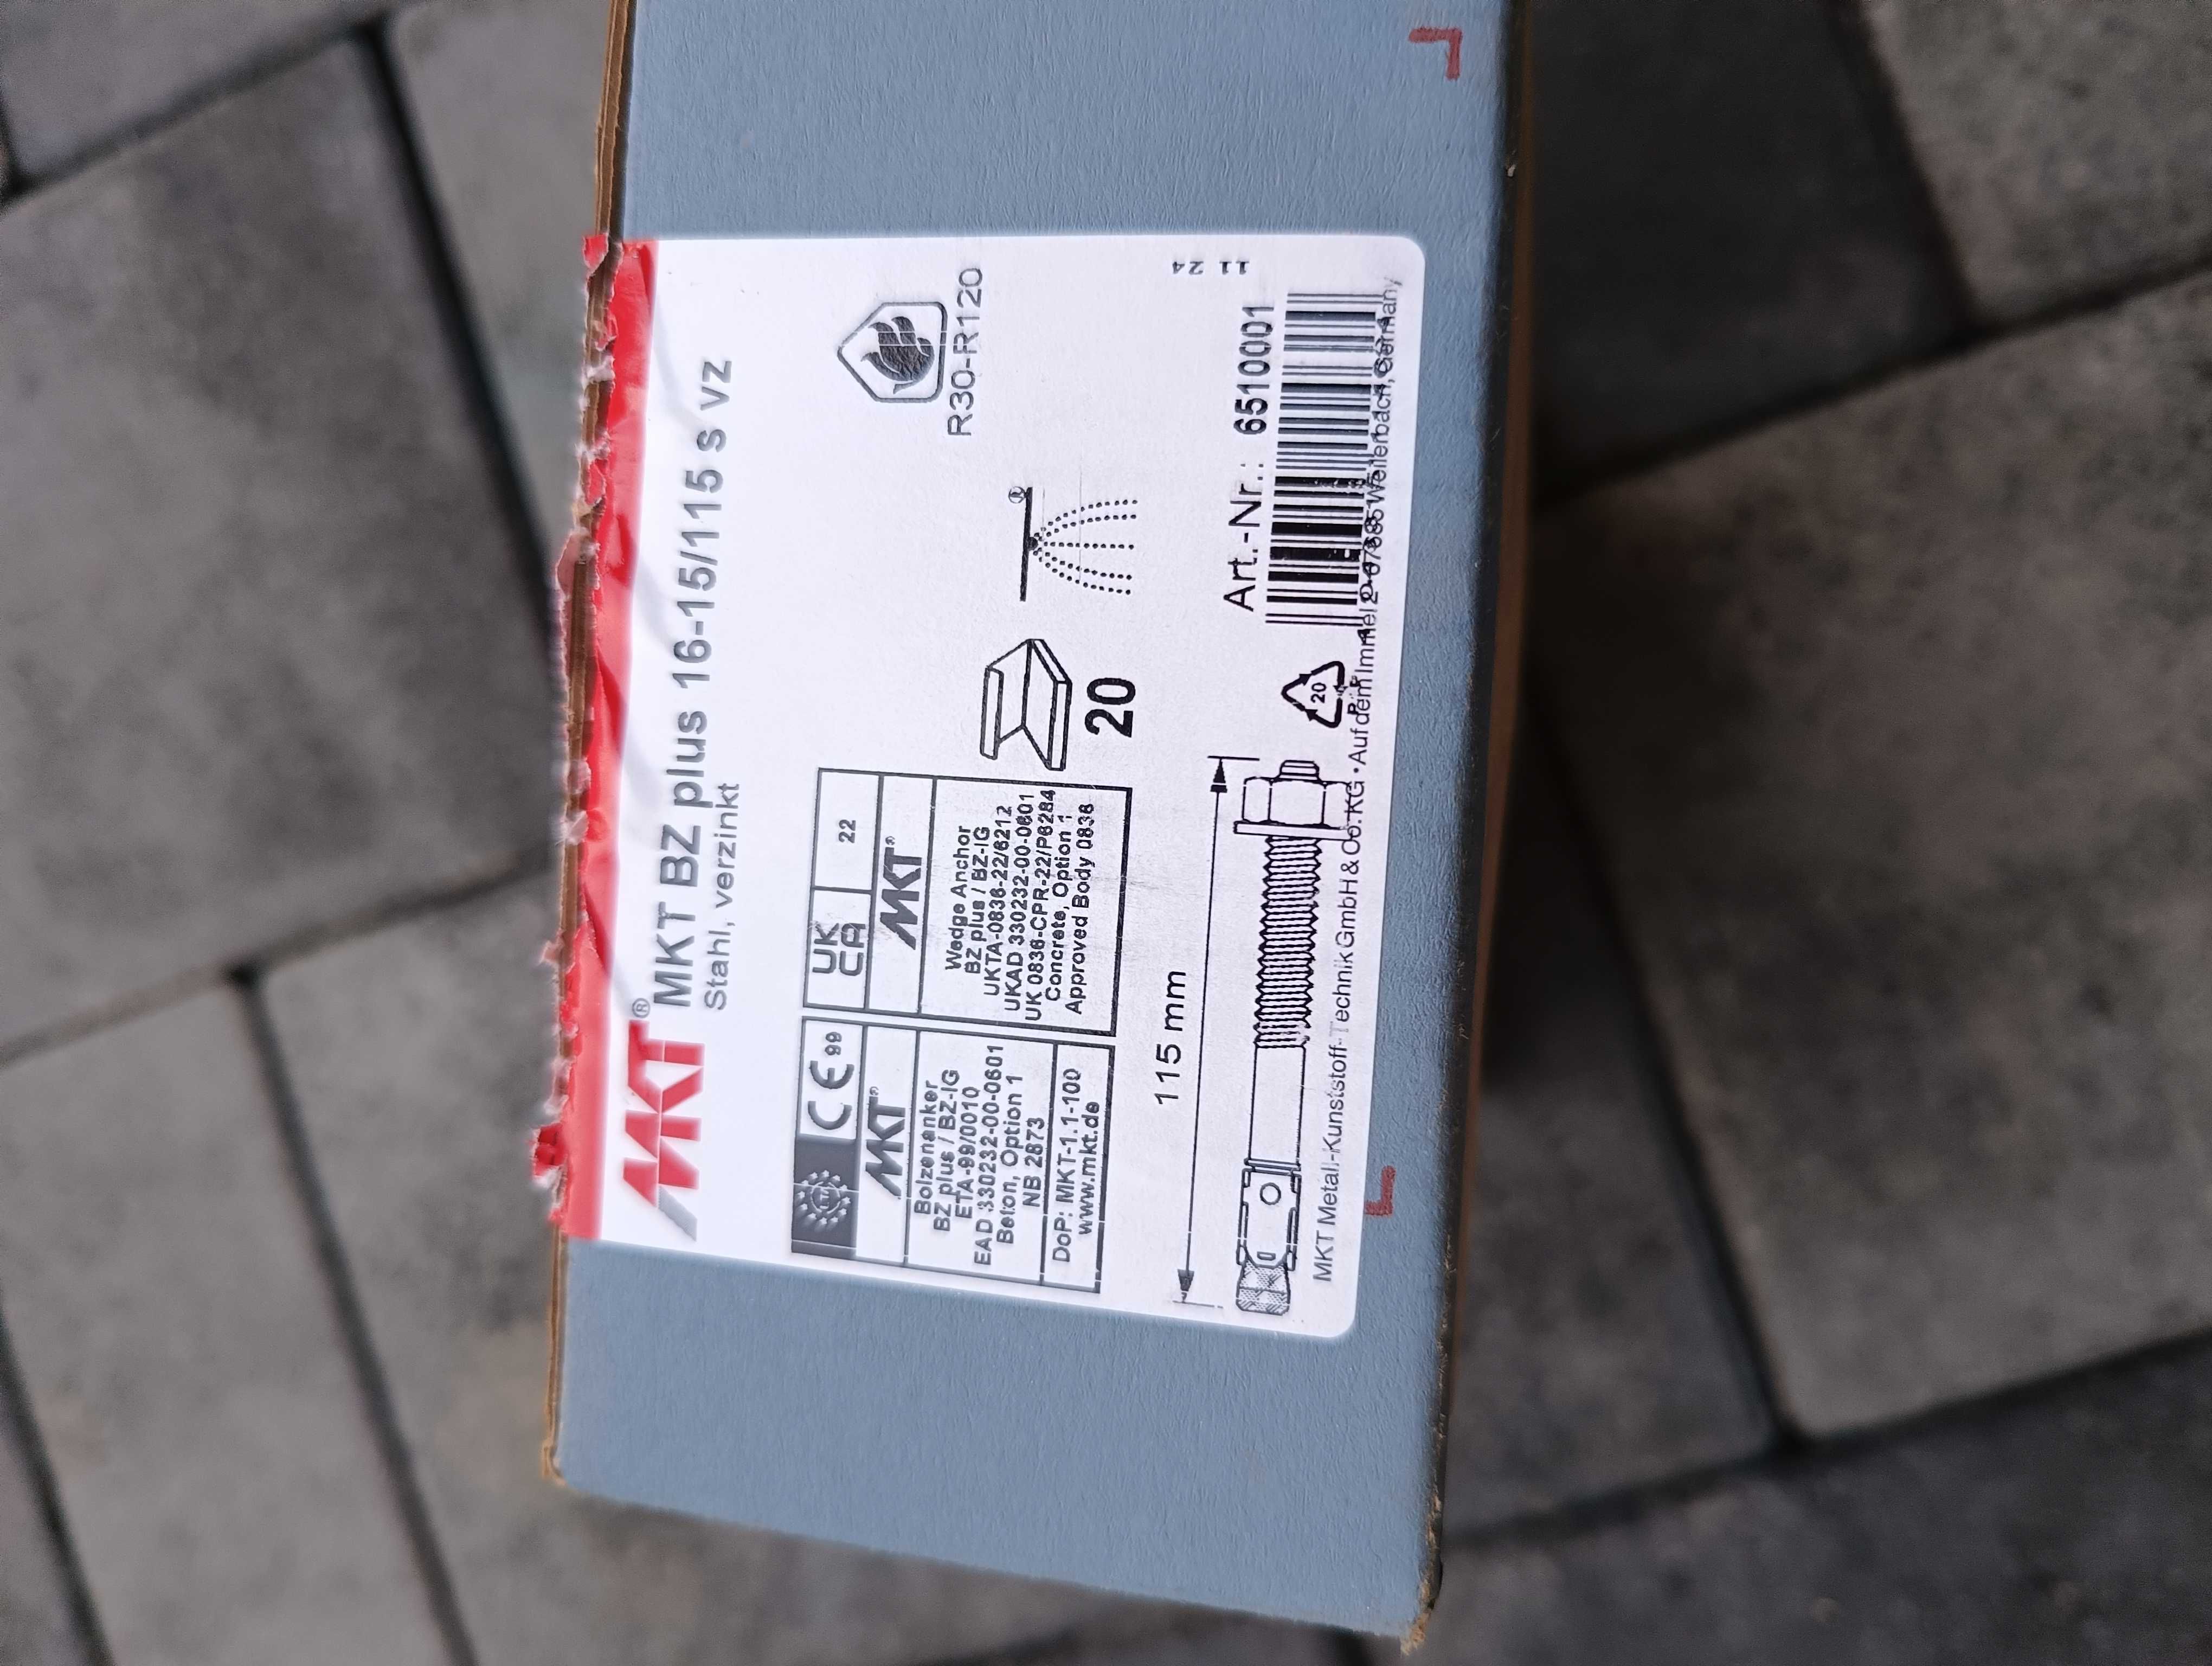 MKT® MKT BZ plus 16-15/115 S VZ
Stahl, verzinkt
CE 99
MKT®
Bolzenanker
BZ plus / BZ-IG
ETA-99/0010
EAD 330232-00-0601
Beton, Option 1
NB 2873
DoP: MKT-1.1-100
www.mkt.de
UK
CA
22
MKT®
Wedge Anchor
BZ plus / BZ-IG
UKTA-0836-22/6212
UKAD 330232-00-0601
UK 0836-CPR-22/P6284
Concrete, Option 1
Approved Body 0836
20
®
R30-R120
115 mm
20
Art.-Nr.: 6510001
11 24
MKT Metall-Kunststoff-Technik GmbH & Co.KG • Auf dem Immel 2 • 67685 Weilerbach, Germany